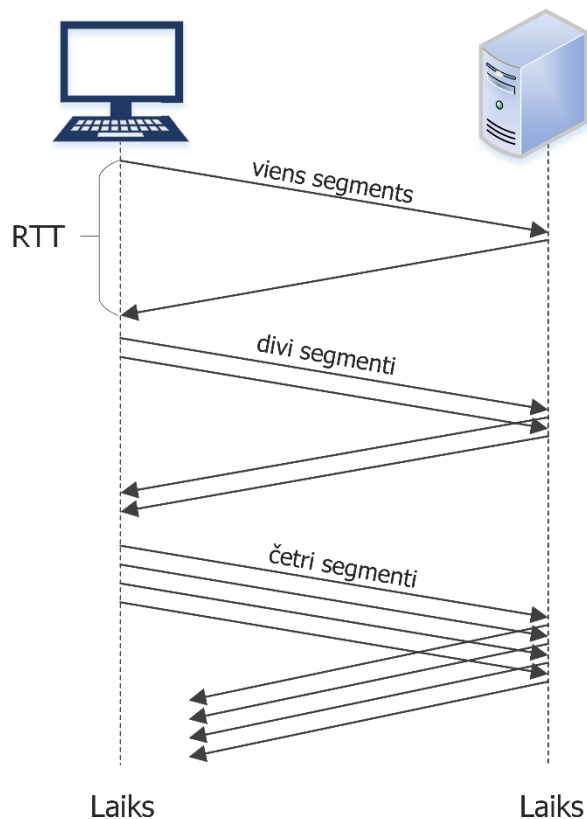 viens segments
RTT
divi segmenti
četri segmenti
Laiks
Laiks